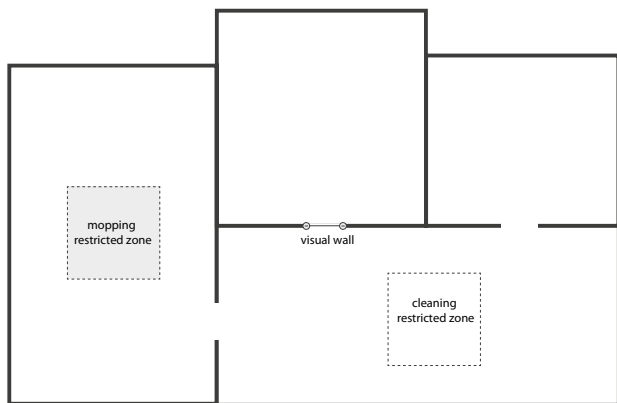 mopping
restricted zone
visual wall
cleaning
restricted zone